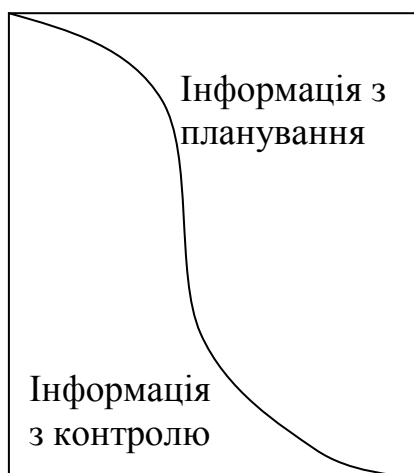 Інформація з
планування
Інформація
з контролю